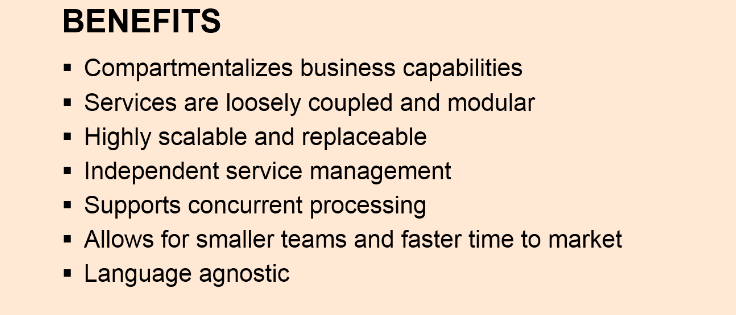 BENEFITS
▪ Compartmentalizes business capabilities
▪ Services are loosely coupled and modular
▪ Highly scalable and replaceable
▪ Independent service management
▪ Supports concurrent processing
▪ Allows for smaller teams and faster time to market
▪ Language agnostic